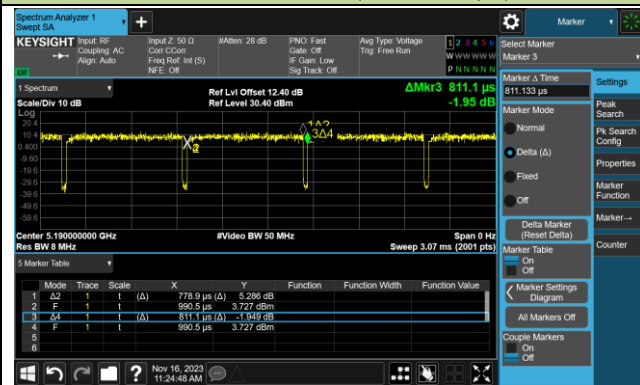 Spectrum Analyzer 1
Swept SA
+
Marker
KEYSIGHT
Input: RF
Coupling: AC
Align: Auto
Input Z: 50 Ω
Corr CCorr
Freq Ref: Int (S)
NFE: Off
#Atten: 28 dB
PNO: Fast
Gate: Off
IF Gain: Low
Sig Track: Off
Avg Type: Voltage
Trig: Free Run
1 2 3 4 5 6
W W W W W W
P N N N N N
Select Marker
Marker 3
1 Spectrum
Scale/Div 10 dB
Log
Ref Lvl Offset 12.40 dB
Ref Level 30.40 dBm
ΔMkr3 811.1 µs
-1.95 dB
20.4
10.4
0.400
-9.60
-19.6
-29.6
-39.6
-49.6
-59.6
1Δ2
3Δ4
Center 5.190000000 GHz
#Video BW 50 MHz
Span 0 Hz
Res BW 8 MHz
Sweep 3.07 ms (2001 pts)
5 Marker Table
Mode Trace Scale X Y Function Function Width Function Value
1 Δ2 1 t (Δ) 778.9 µs (Δ) 5.286 dB
2 F 1 t 990.5 µs 3.727 dBm
3 Δ4 1 t (Δ) 811.1 µs (Δ) -1.949 dB
4 F 1 t 990.5 µs 3.727 dBm
5
6
Marker Δ Time
811.133 µs
Marker Mode
Normal
Delta (Δ)
Fixed
Off
Delta Marker
(Reset Delta)
Marker Table
On
Off
Marker Settings
Diagram
All Markers Off
Couple Markers
On
Off
Settings
Peak
Search
Pk Search
Config
Properties
Marker
Function
Marker→
Counter
?
Nov 16, 2023
11:24:48 AM